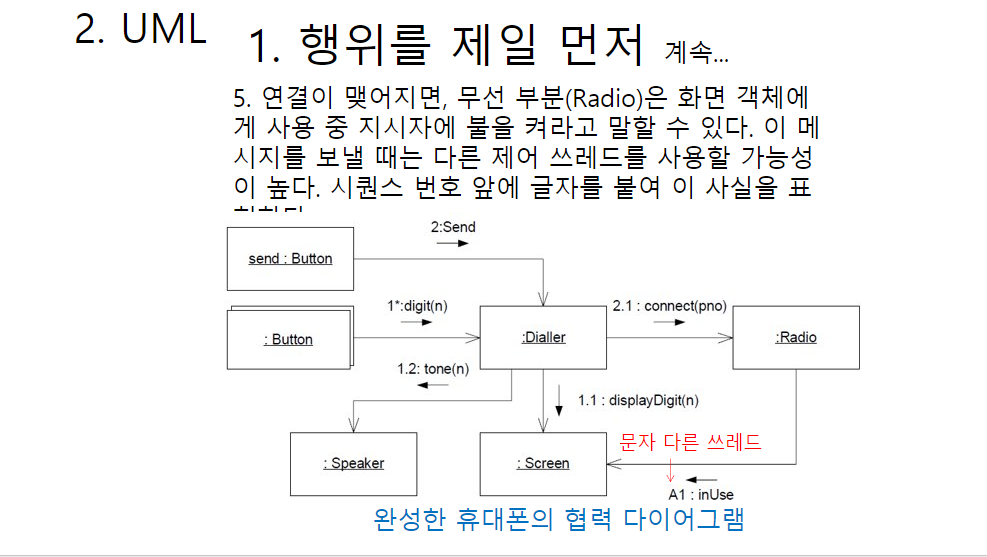 2. UML
1. 행위를 제일 먼저 계속...
5. 연결이 맺어지면, 무선 부분(Radio)은 화면 객체에
게 사용 중 지시자에 불을 켜라고 말할 수 있다. 이 메
시지를 보낼 때는 다른 제어 쓰레드를 사용할 가능성
이 높다. 시퀀스 번호 앞에 글자를 붙여 이 사실을 표
2:Send
send : Button
1*:digit(n)
2.1 : connect(pno)
: Button
:Dialler
:Radio
1.2: tone(n)
1.1 : displayDigit(n)
문자 다른 쓰레드
: Speaker
: Screen
A1 : inUse
완성한 휴대폰의 협력 다이어그램